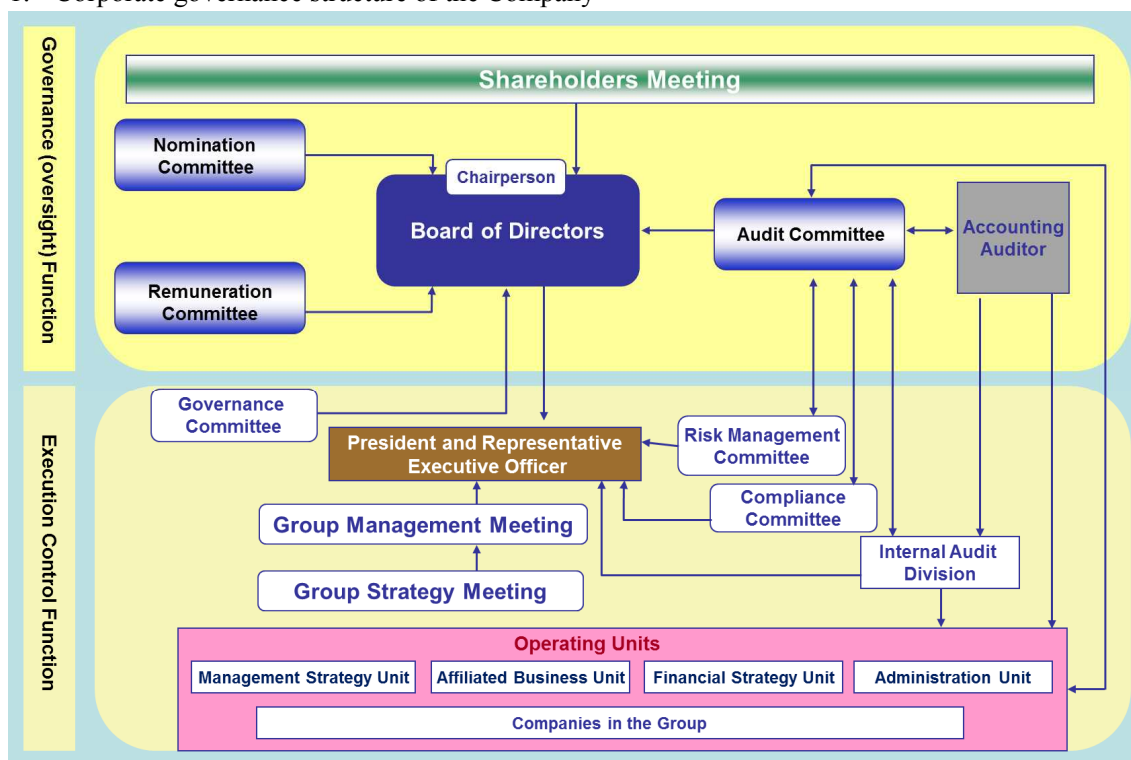 1. Corporate governance structure of the Company
Governance (oversight) Function
Shareholders Meeting
Nomination
Committee
Chairperson
Board of Directors
Audit Committee
Accounting
Auditor
Remuneration
Committee
Execution Control Function
Governance
Committee
President and Representative
Executive Officer
Risk Management
Committee
Compliance
Committee
Group Management Meeting
Internal Audit
Division
Group Strategy Meeting
Operating Units
Management Strategy Unit
Affiliated Business Unit
Financial Strategy Unit
Administration Unit
Companies in the Group